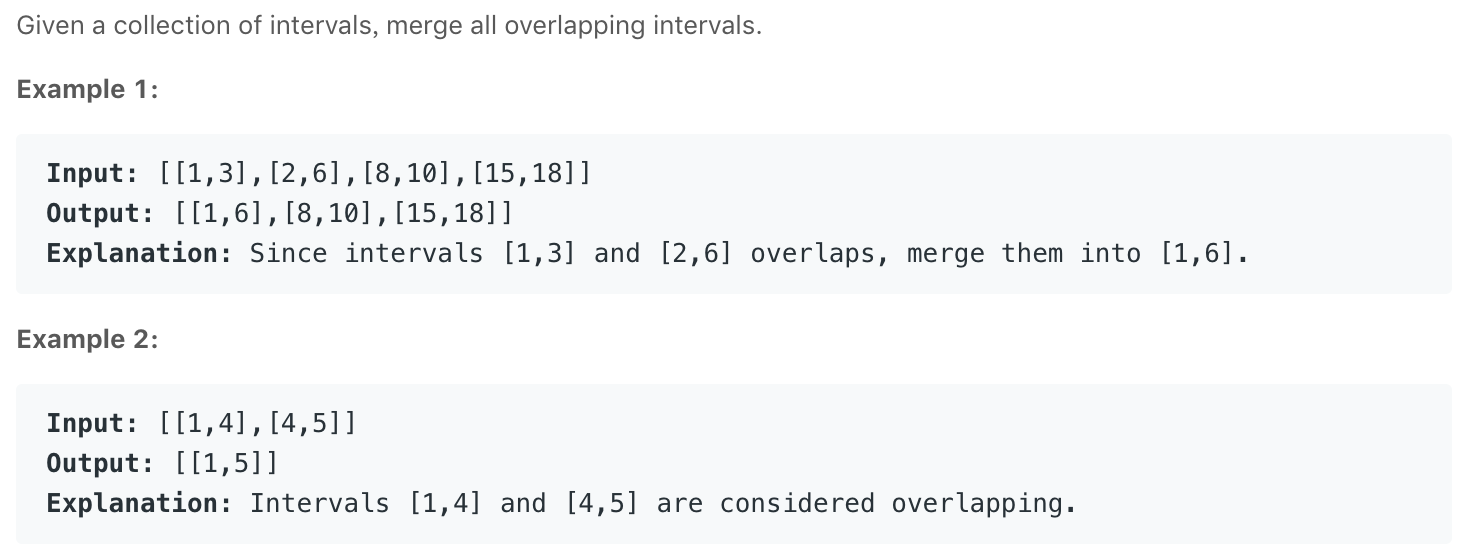 Given a collection of intervals, merge all overlapping intervals.
Example 1:
Input: [[1,3],[2,6],[8,10],[15,18]]
Output: [[1,6],[8,10],[15,18]]
Explanation: Since intervals [1,3] and [2,6] overlaps, merge them into [1,6].
Example 2:
Input: [[1,4],[4,5]]
Output: [[1,5]]
Explanation: Intervals [1,4] and [4,5] are considered overlapping.